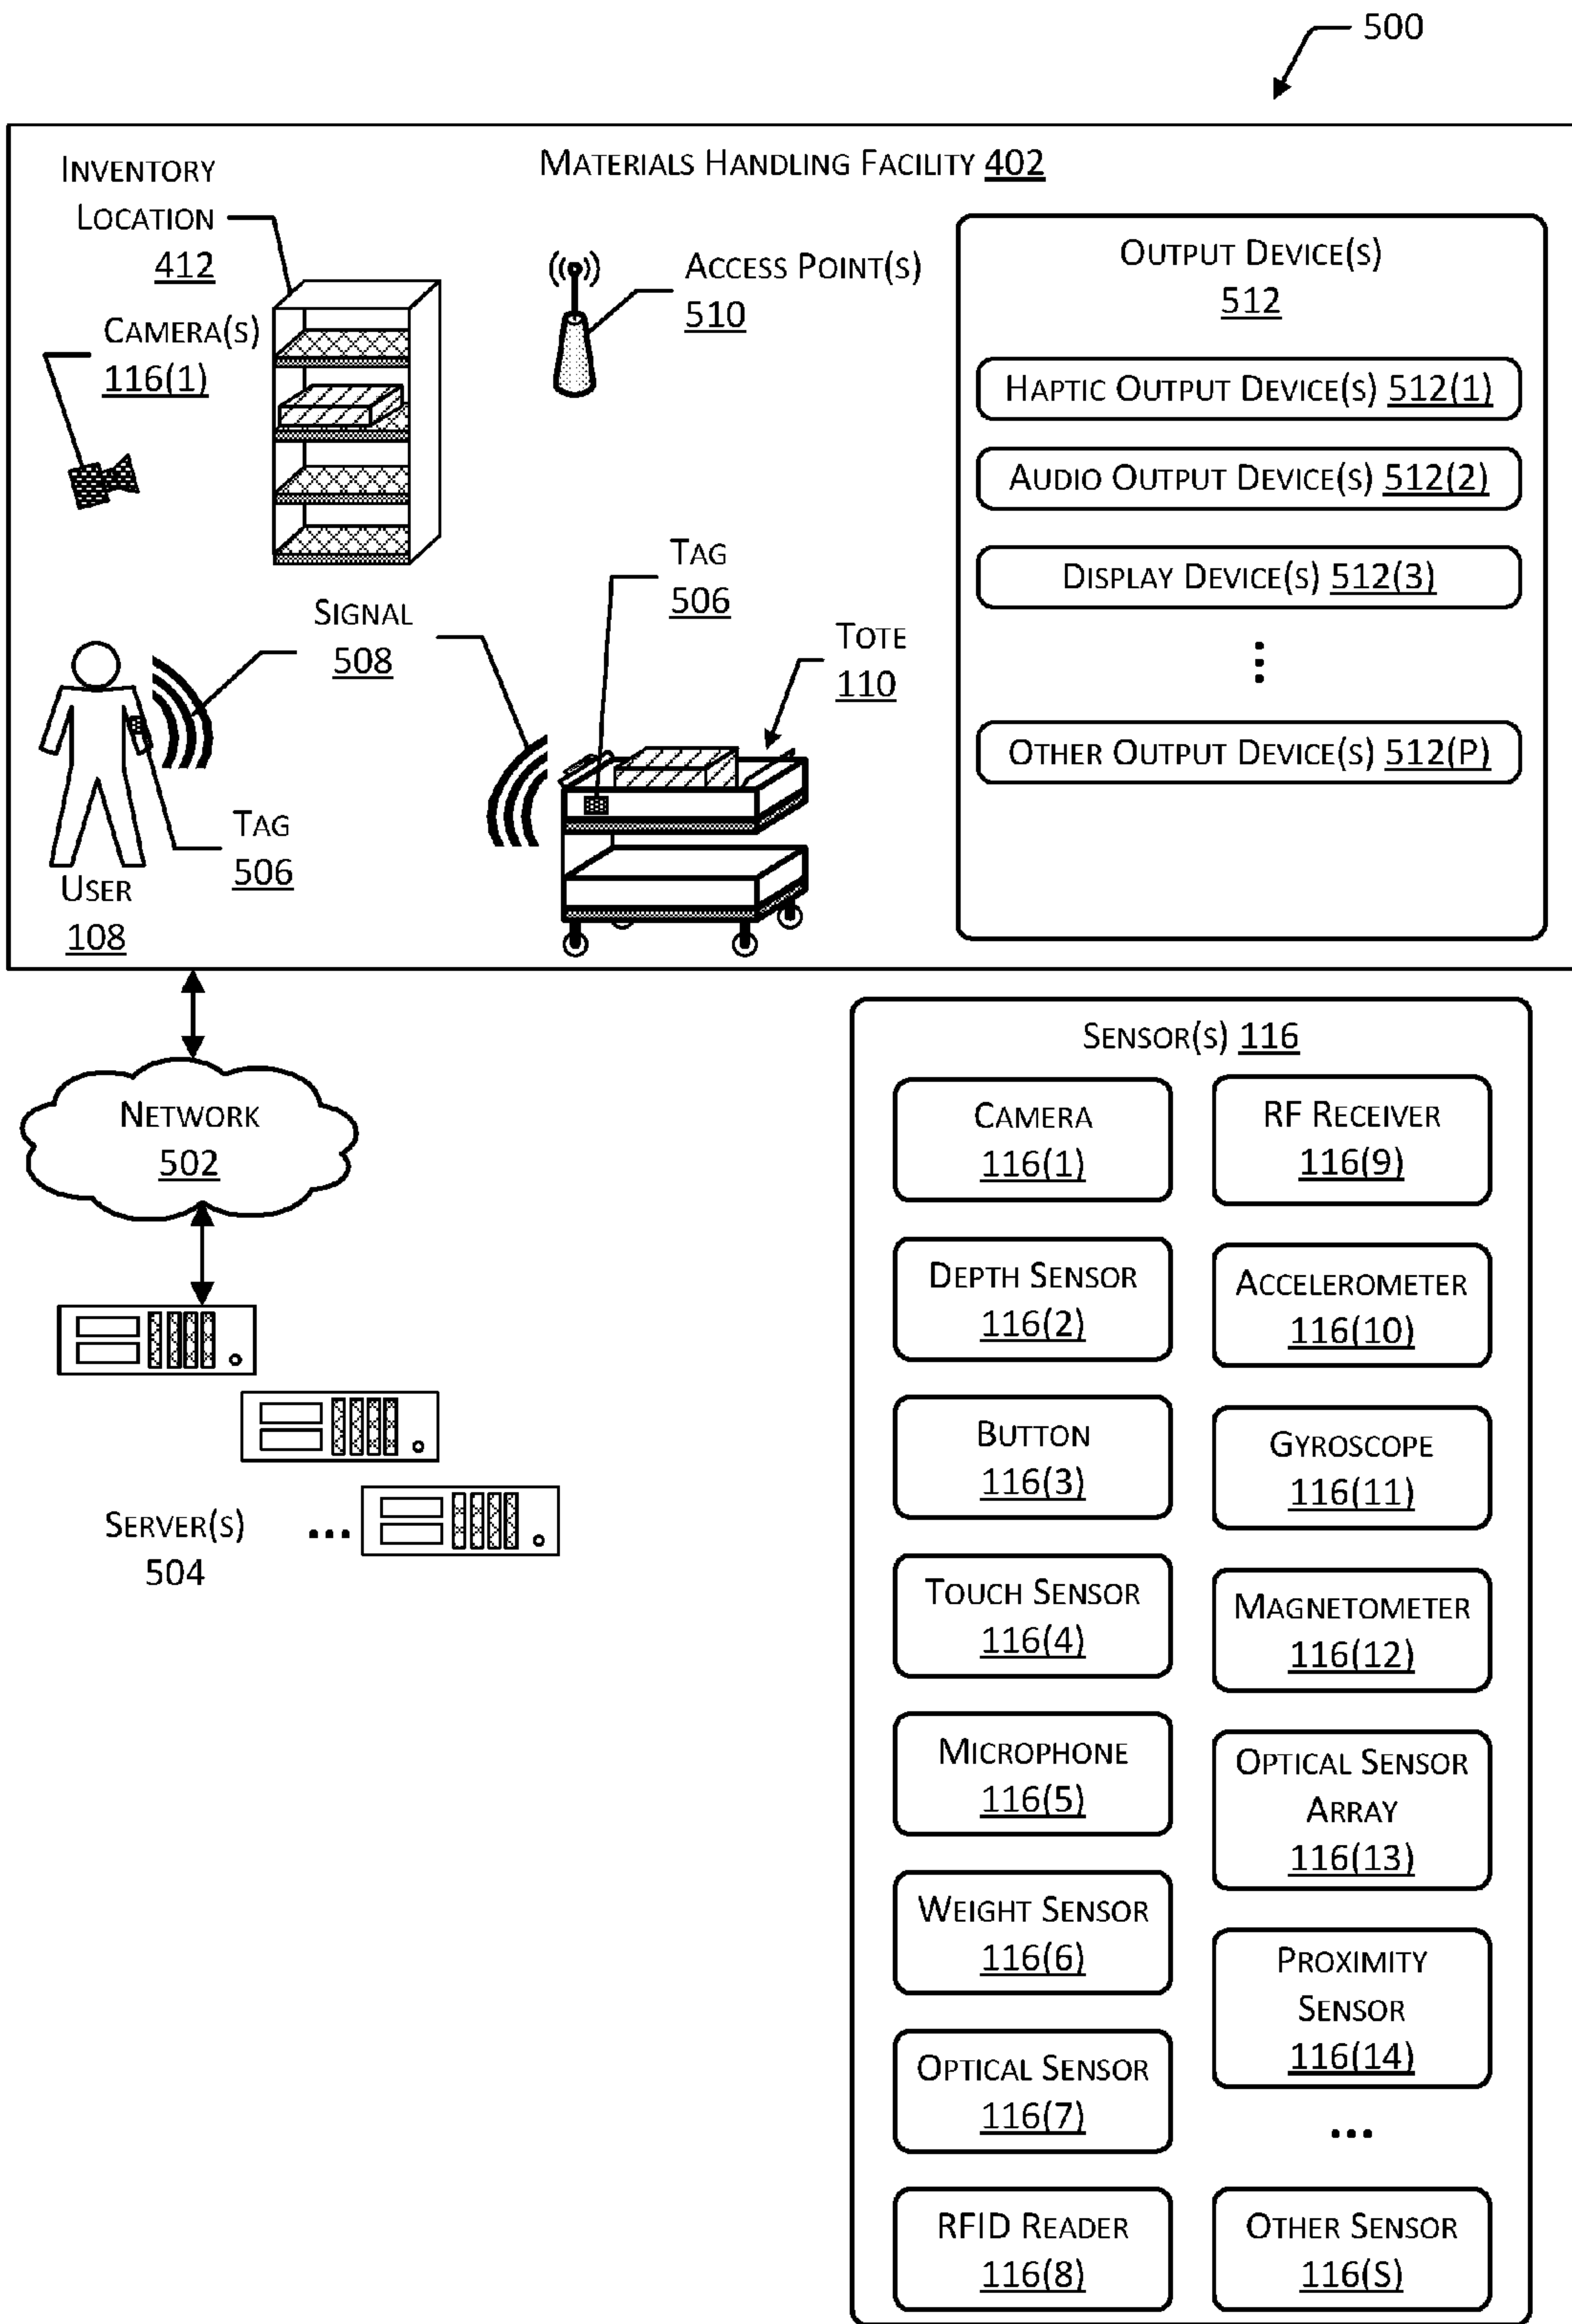 500
MATERIALS HANDLING FACILITY 402
INVENTORY
LOCATION
412
CAMERA(S)
116(1)
ACCESS POINT(S)
510
TAG
506
SIGNAL
508
TOTE
110
TAG
506
USER
108
OUTPUT DEVICE(S)
512
HAPTIC OUTPUT DEVICE(S) 512(1)
AUDIO OUTPUT DEVICE(S) 512(2)
DISPLAY DEVICE(S) 512(3)
⋮
OTHER OUTPUT DEVICE(S) 512(P)
NETWORK
502
SERVER(S)
504
...
SENSOR(S) 116
CAMERA
116(1)
DEPTH SENSOR
116(2)
BUTTON
116(3)
TOUCH SENSOR
116(4)
MICROPHONE
116(5)
WEIGHT SENSOR
116(6)
OPTICAL SENSOR
116(7)
RFID READER
116(8)
RF RECEIVER
116(9)
ACCELEROMETER
116(10)
GYROSCOPE
116(11)
MAGNETOMETER
116(12)
OPTICAL SENSOR
ARRAY
116(13)
PROXIMITY
SENSOR
116(14)
...
OTHER SENSOR
116(S)